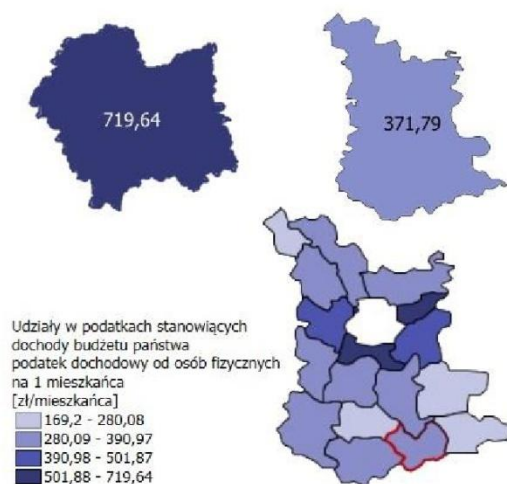 719,64
371,79
Udziały w podatkach stanowiących
dochody budżetu państwa
podatek dochodowy od osób fizycznych
na 1 mieszkańca
[zł/mieszkańca]
169,2 - 280,08
280,09 - 390,97
390,98 - 501,87
501,88 - 719,64